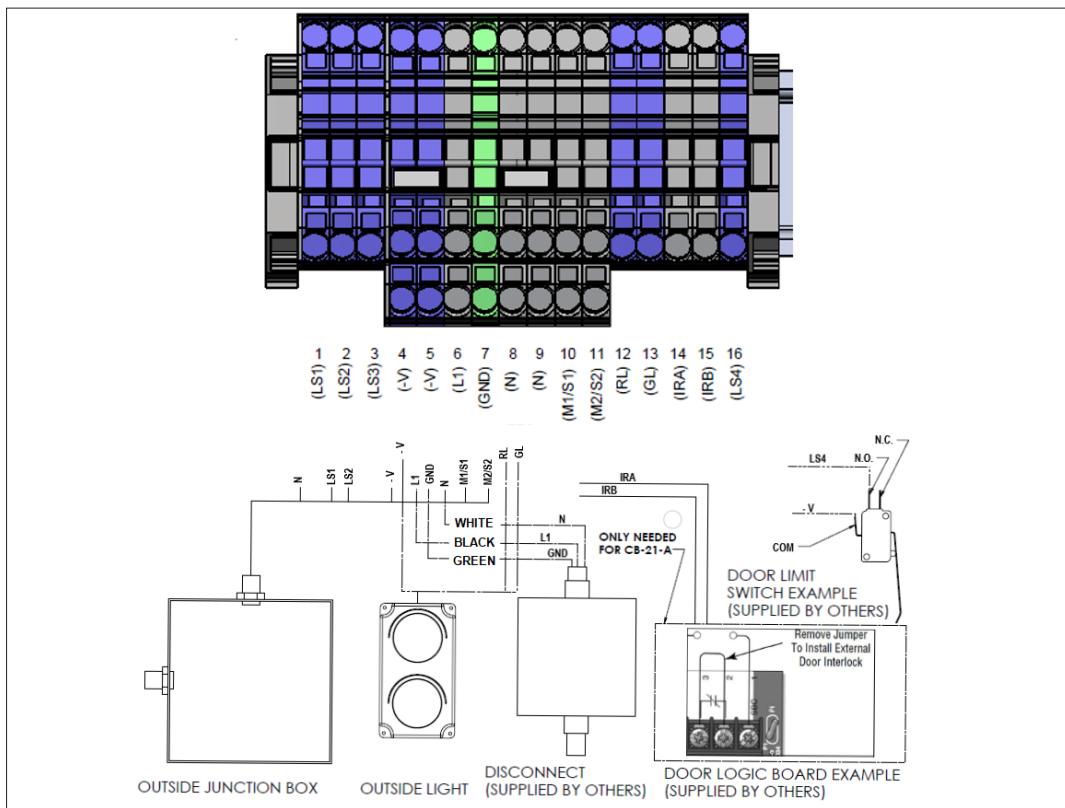 1 2 3 4 5 6 7 8 9 10 11 12 13 14 15 16
(LS1) (LS2) (LS3) (-V) (-V) (L1) (GND) (N) (N) (M1/S1) (M2/S2) (RL) (GL) (IRA) (IRB) (LS4)
N LS1 LS2 - V - V L1 GND N M1/S1 M2/S2 RL GL
WHITE N
BLACK L1
GREEN GND
IRA
IRB
ONLY NEEDED
FOR CB-21-A
N.C.
N.O.
LS4
- V
COM
DOOR LIMIT
SWITCH EXAMPLE
(SUPPLIED BY OTHERS)
Remove Jumper
To Install External
Door Interlock
3 2 1
OUTSIDE JUNCTION BOX
OUTSIDE LIGHT
DISCONNECT
(SUPPLIED BY OTHERS)
DOOR LOGIC BOARD EXAMPLE
(SUPPLIED BY OTHERS)